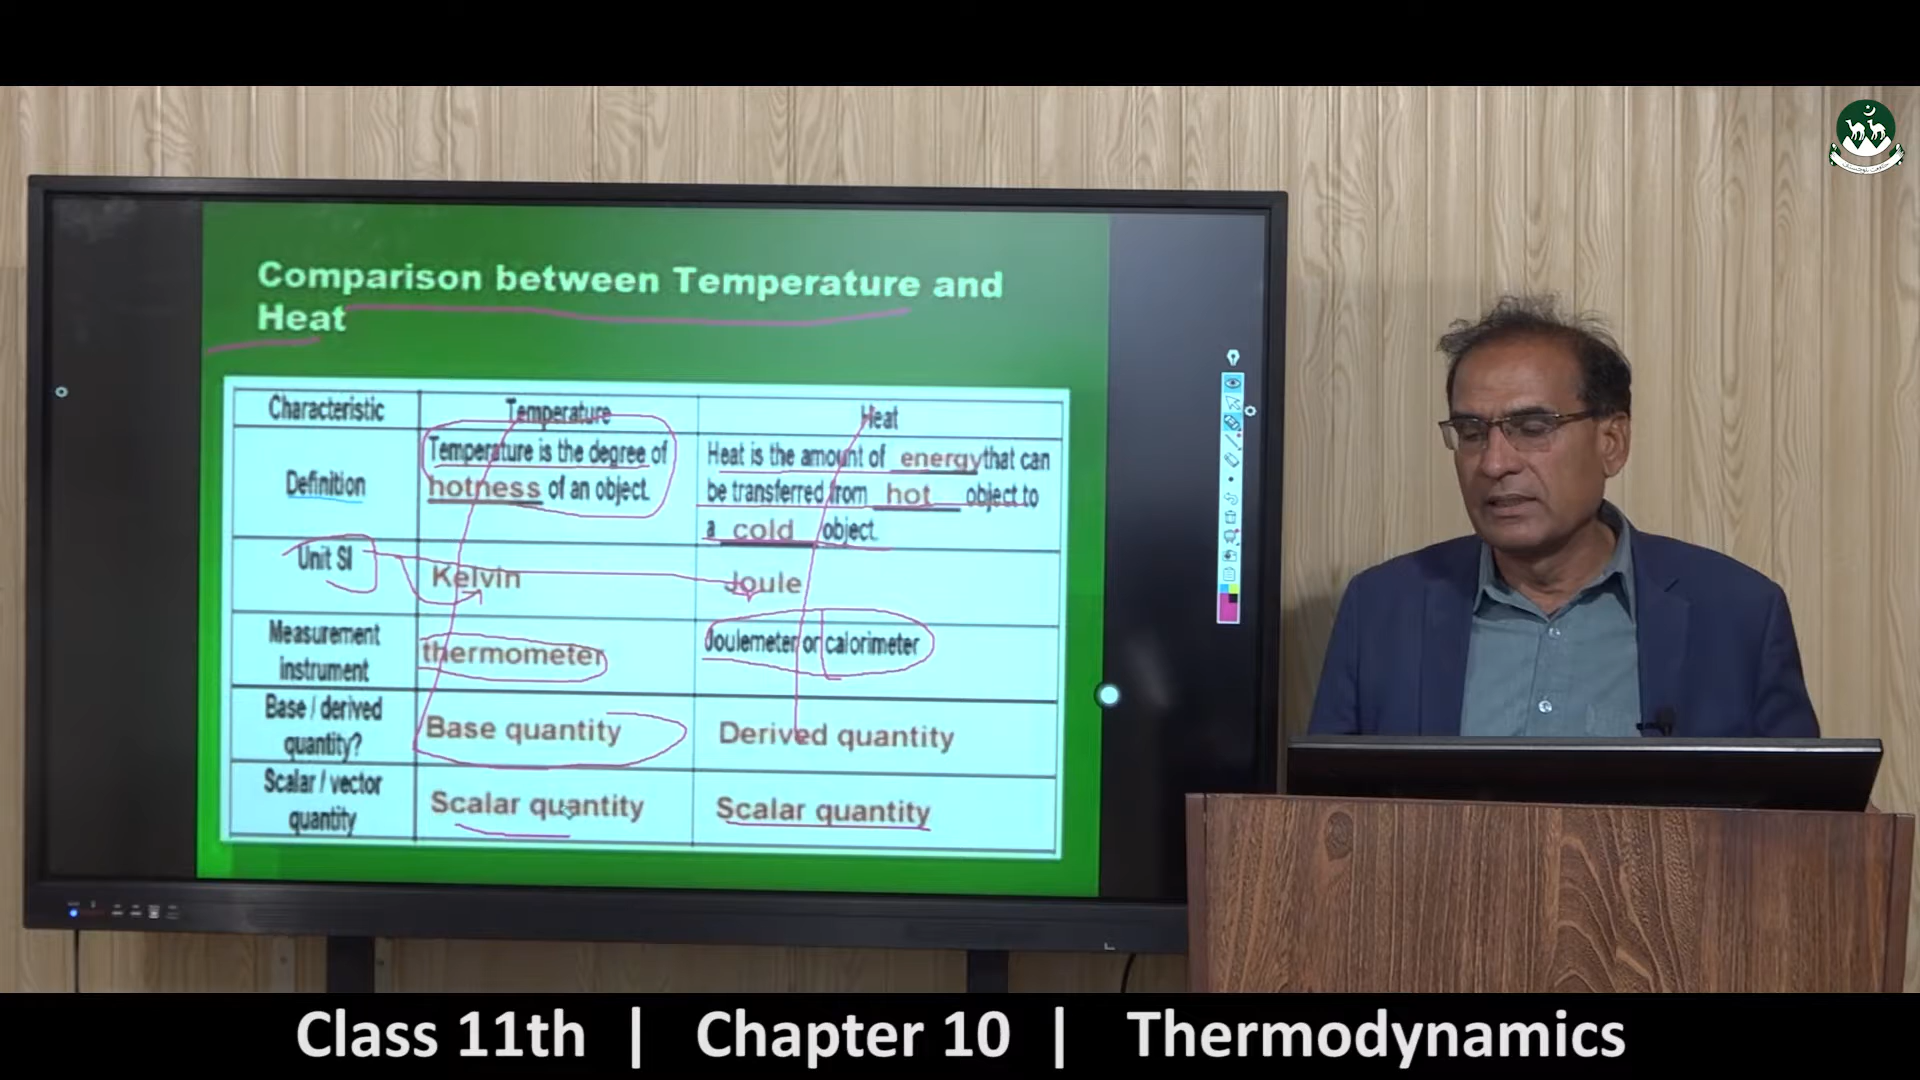 Comparison between Temperature and
Heat
Characteristic
Temperature
Heat
Definition
Temperature is the degree of
hotness of an object.
Heat is the amount of energy that can
be transferred from hot object to
a cold object.
Unit SI
Kelvin
Joule
Measurement
instrument
thermometer
Joulemeter or calorimeter
Base / derived
quantity?
Base quantity
Derived quantity
Scalar / vector
quantity
Scalar quantity
Scalar quantity
Class 11th | Chapter 10 | Thermodynamics